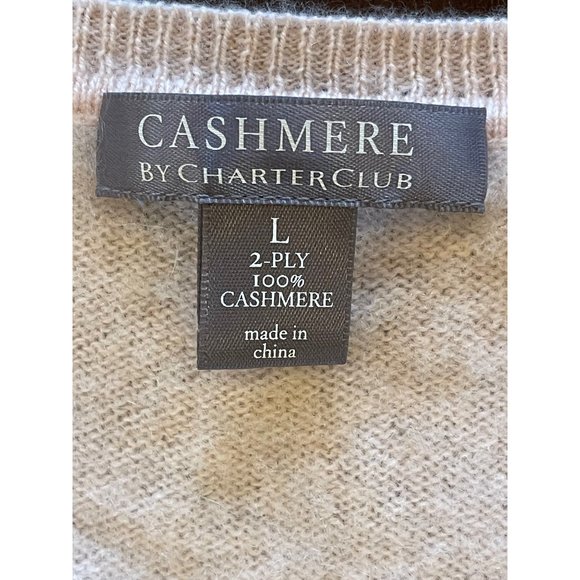 CASHMERE
BY CHARTER CLUB
L
2-PLY
100%
CASHMERE
made in
china